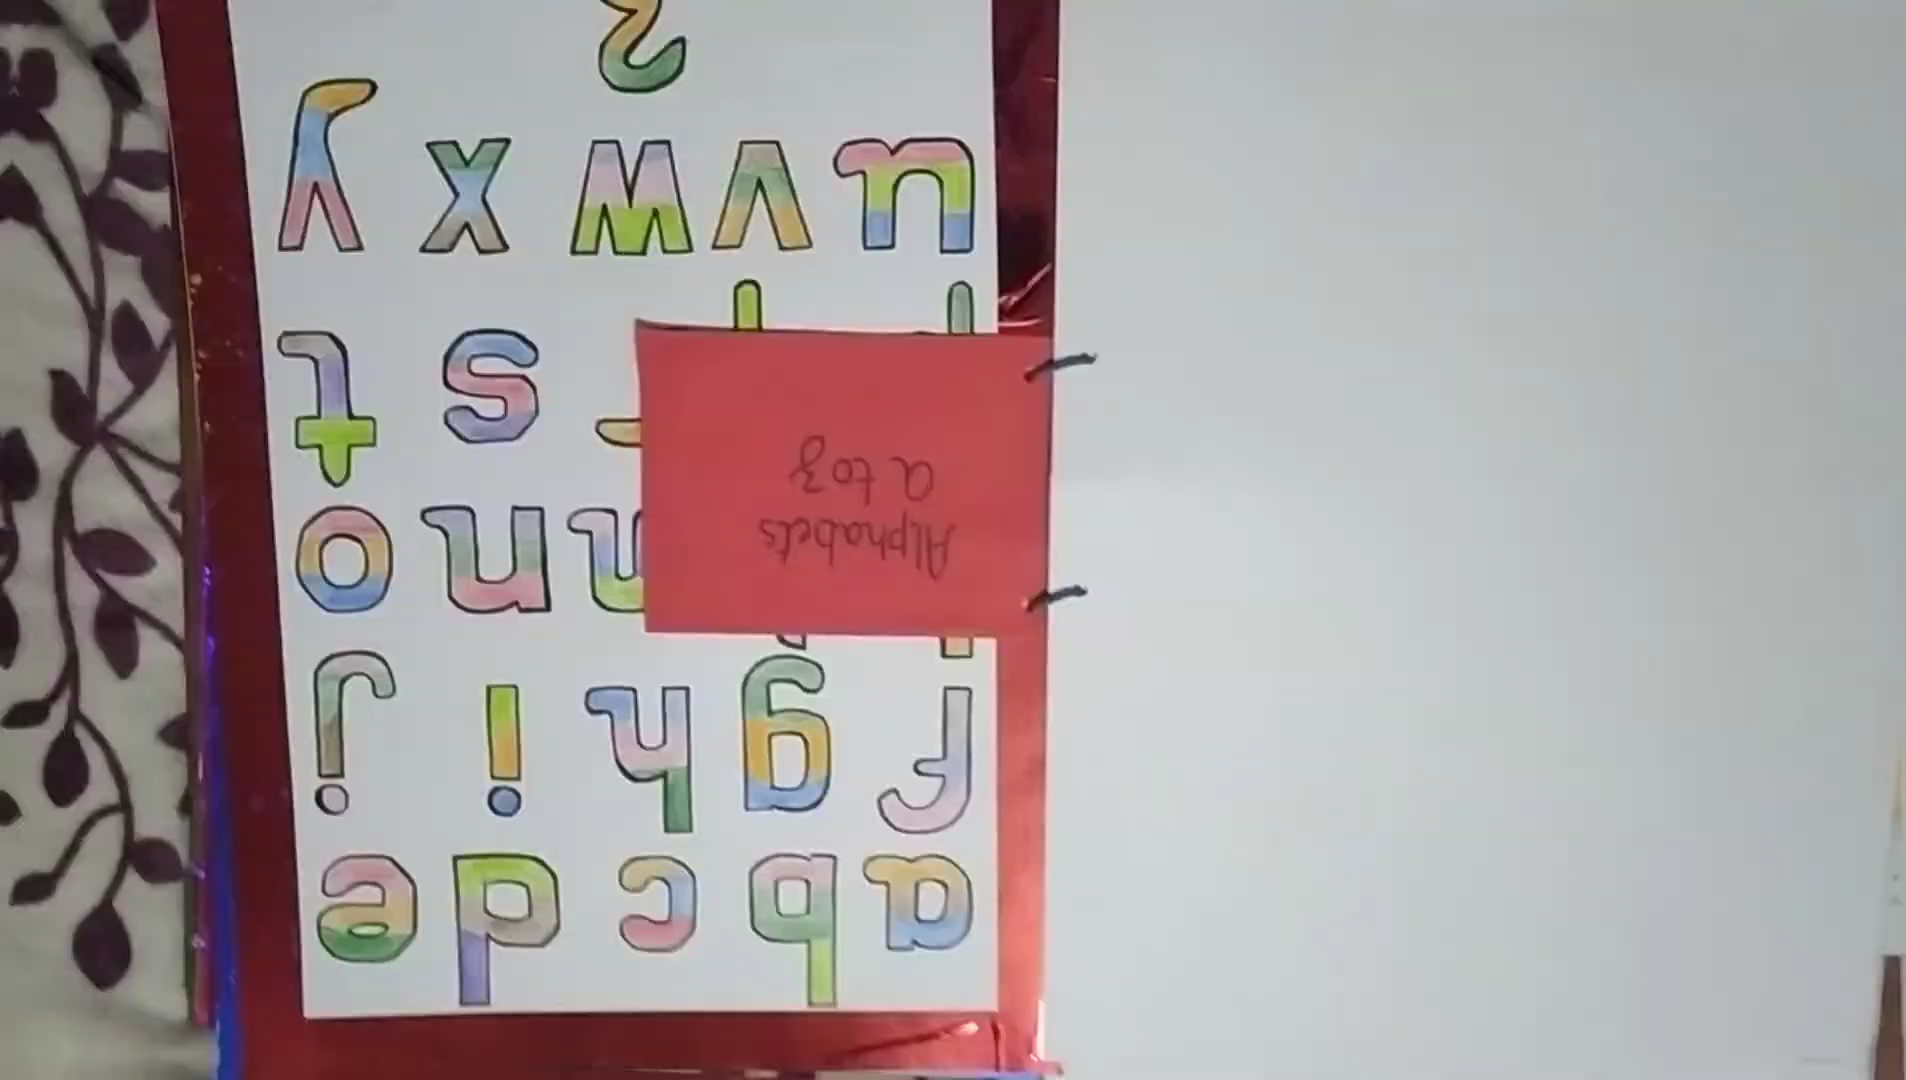 a b c d e
f g h i j
n o
s t
u v w x y
z
Alphabets
a to z